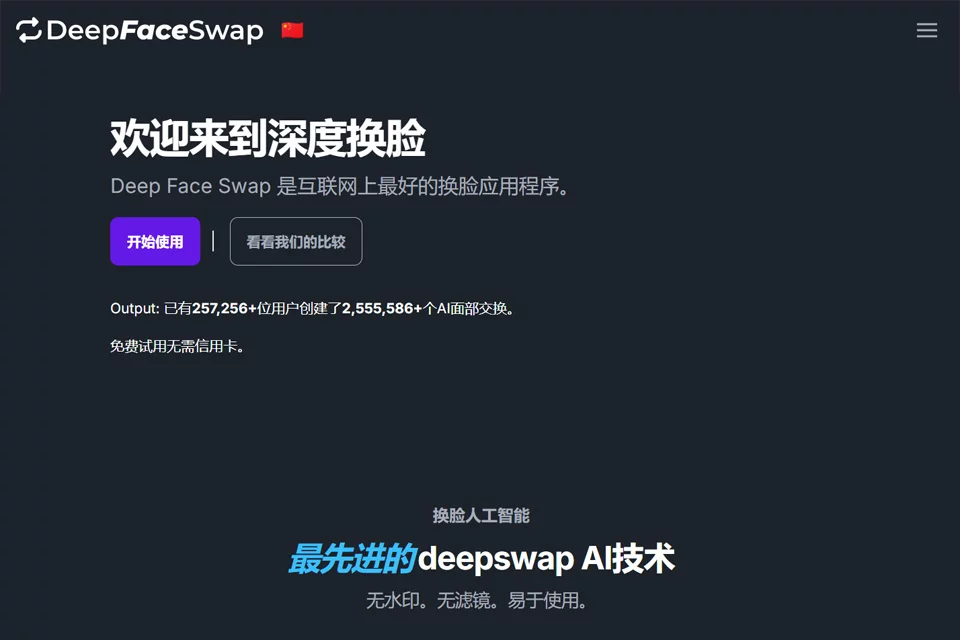 DeepFaceSwap
欢迎来到深度换脸
Deep Face Swap 是互联网上最好的换脸应用程序。
开始使用
看看我们的比较
Output: 已有257,256+位用户创建了2,555,586+个AI面部交换。
免费试用无需信用卡。
换脸人工智能
最先进的deepswap AI技术
无水印。无滤镜。易于使用。